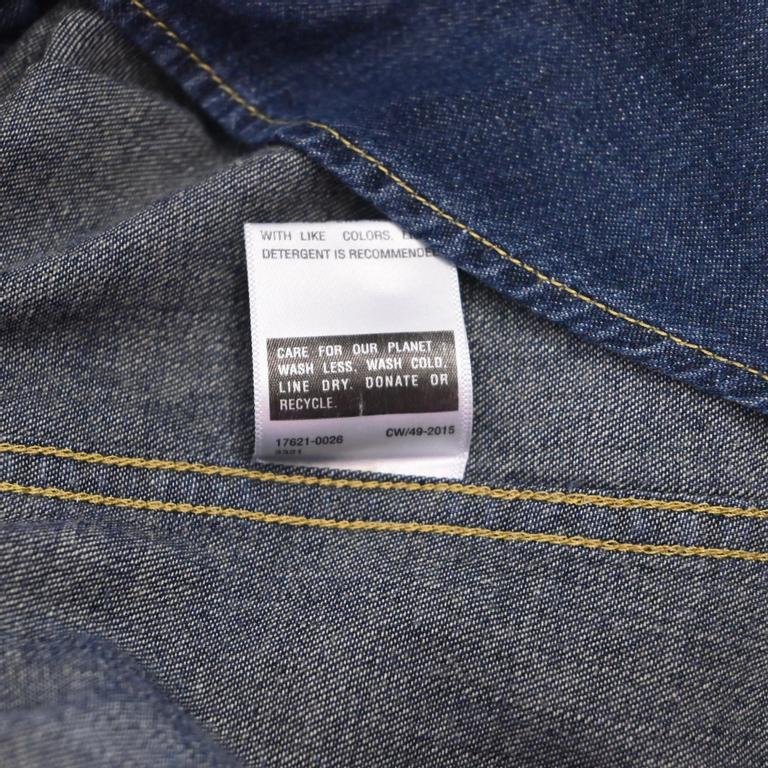 WITH LIKE COLORS.
DETERGENT IS RECOMMENDED
CARE FOR OUR PLANET :
WASH LESS, WASH COLD,
LINE DRY. DONATE OR
RECYCLE.
17621-0026 CW/49-2015